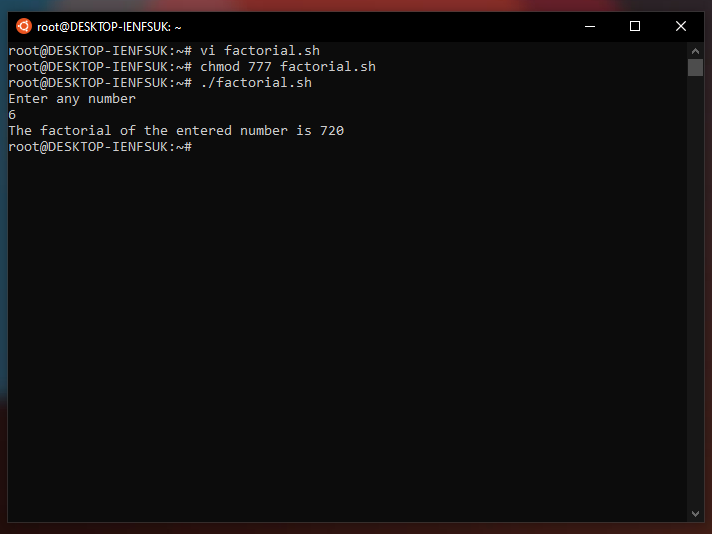 root@DESKTOP-IENFSUK: ~
root@DESKTOP-IENFSUK:~# vi factorial.sh
root@DESKTOP-IENFSUK:~# chmod 777 factorial.sh
root@DESKTOP-IENFSUK:~# ./factorial.sh
Enter any number
6
The factorial of the entered number is 720
root@DESKTOP-IENFSUK:~#